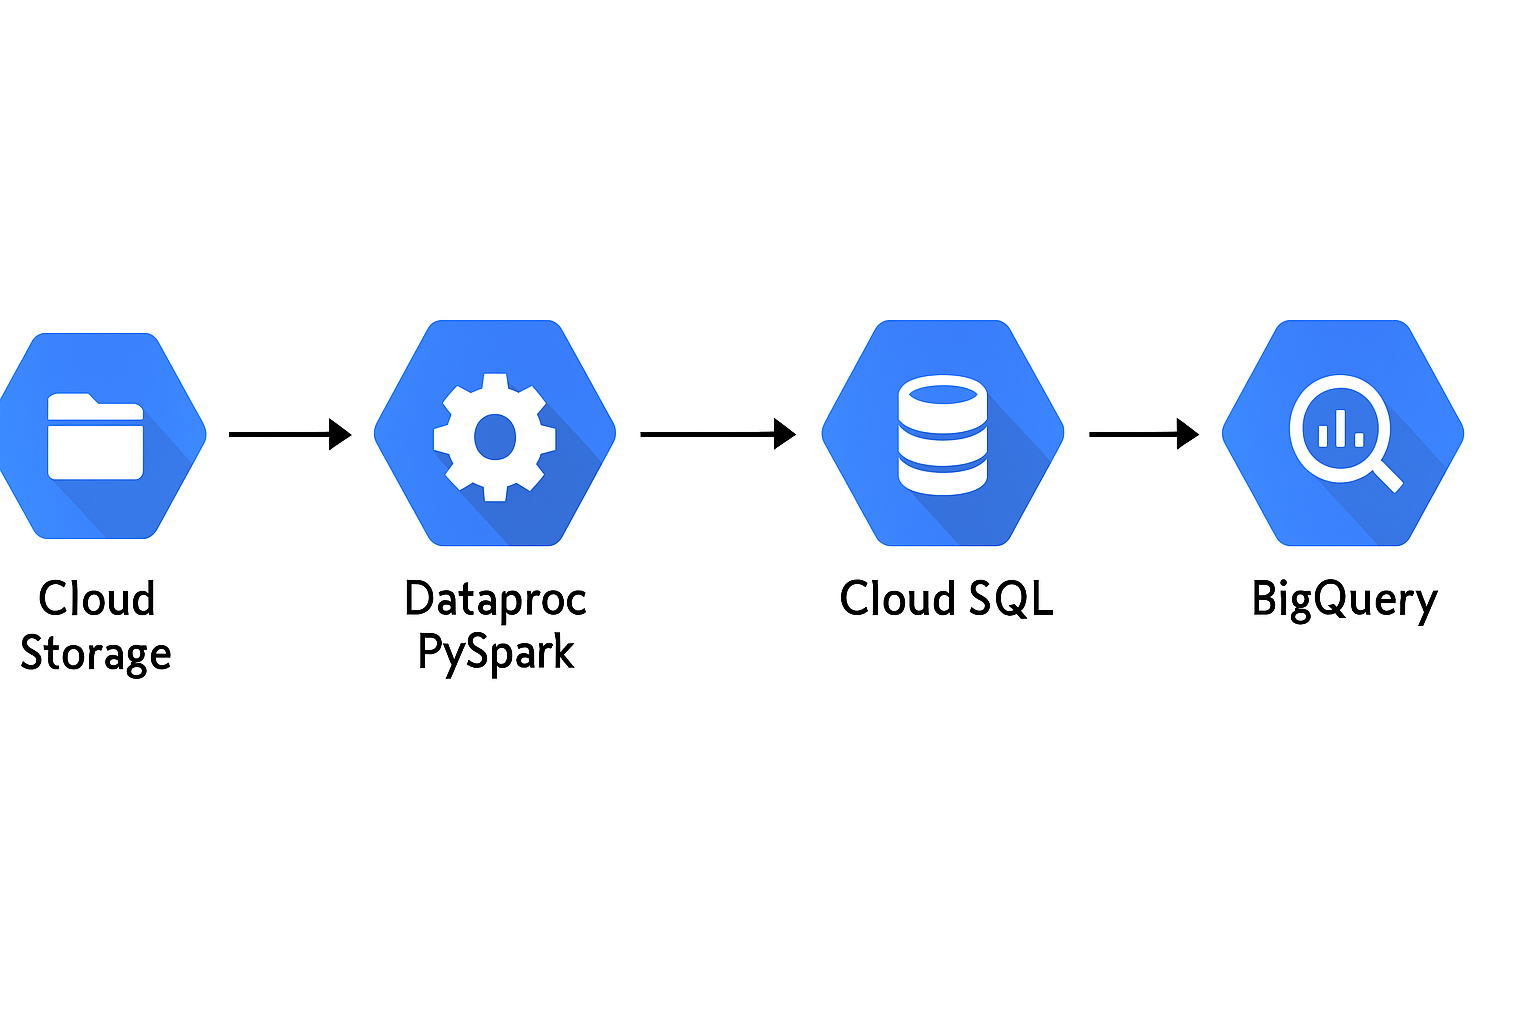 Cloud
Storage
Dataproc
PySpark
Cloud SQL
BigQuery